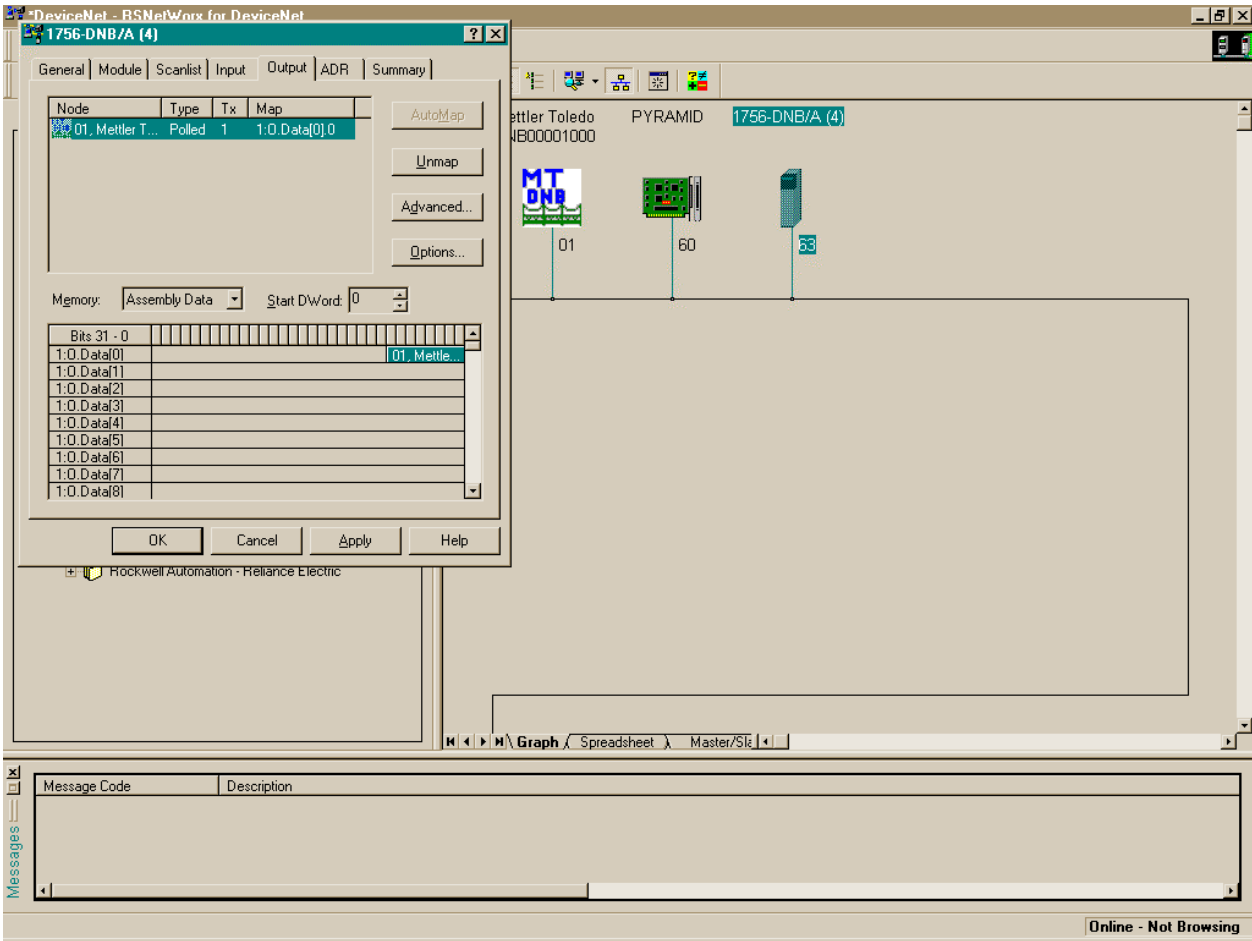 *DeviceNet - RSNetWorx for DeviceNet
1756-DNB/A (4)
General Module Scanlist Input Output ADR Summary
Node Type Tx Map
01, Mettler T... Polled 1 1:O.Data[0].0
AutoMap
Unmap
Advanced...
Options...
Memory: Assembly Data Start DWord: 0
Bits 31 - 0
1:O.Data[0] 01, Mettle...
1:O.Data[1]
1:O.Data[2]
1:O.Data[3]
1:O.Data[4]
1:O.Data[5]
1:O.Data[6]
1:O.Data[7]
1:O.Data[8]
OK Cancel Apply Help
Rockwell Automation - Reliance Electric
ettler Toledo PYRAMID 1756-DNB/A (4)
NB00001000
MT
DNB
01 60 63
Graph Spreadsheet Master/Sla
Messages
Message Code Description
Online - Not Browsing